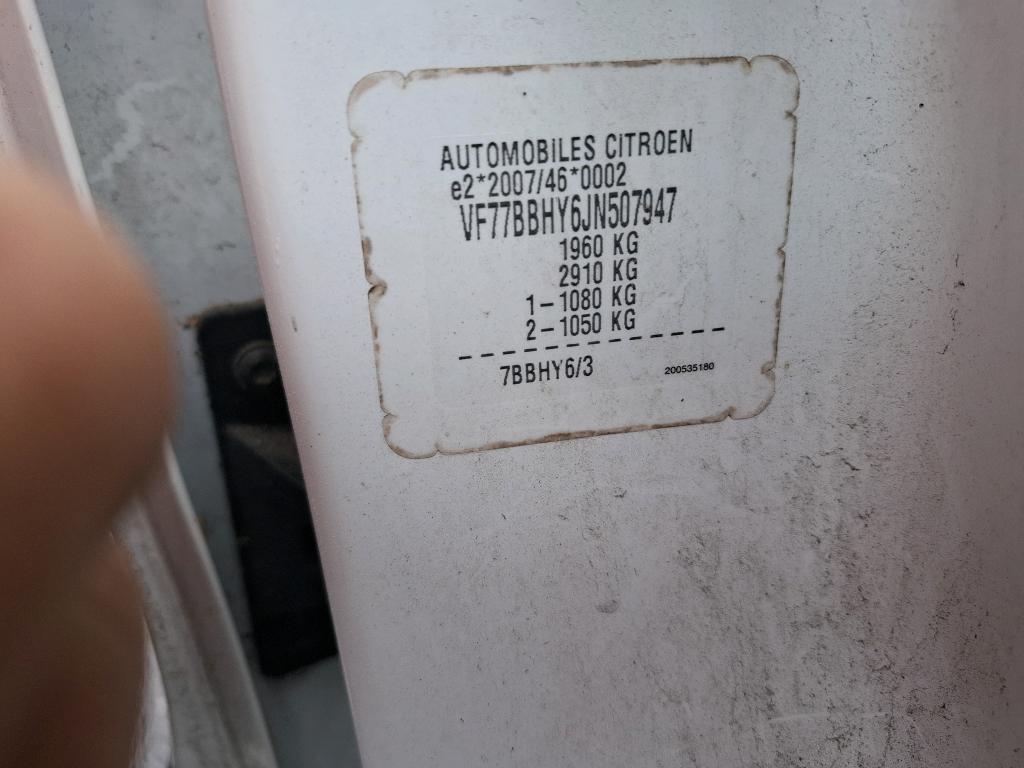 AUTOMOBILES CITROEN
e2*2007/46*0002
VF77BBHY6JN507947
1960 KG
2910 KG
1-1080 KG
2-1050 KG
7BBHY6/3 200535180